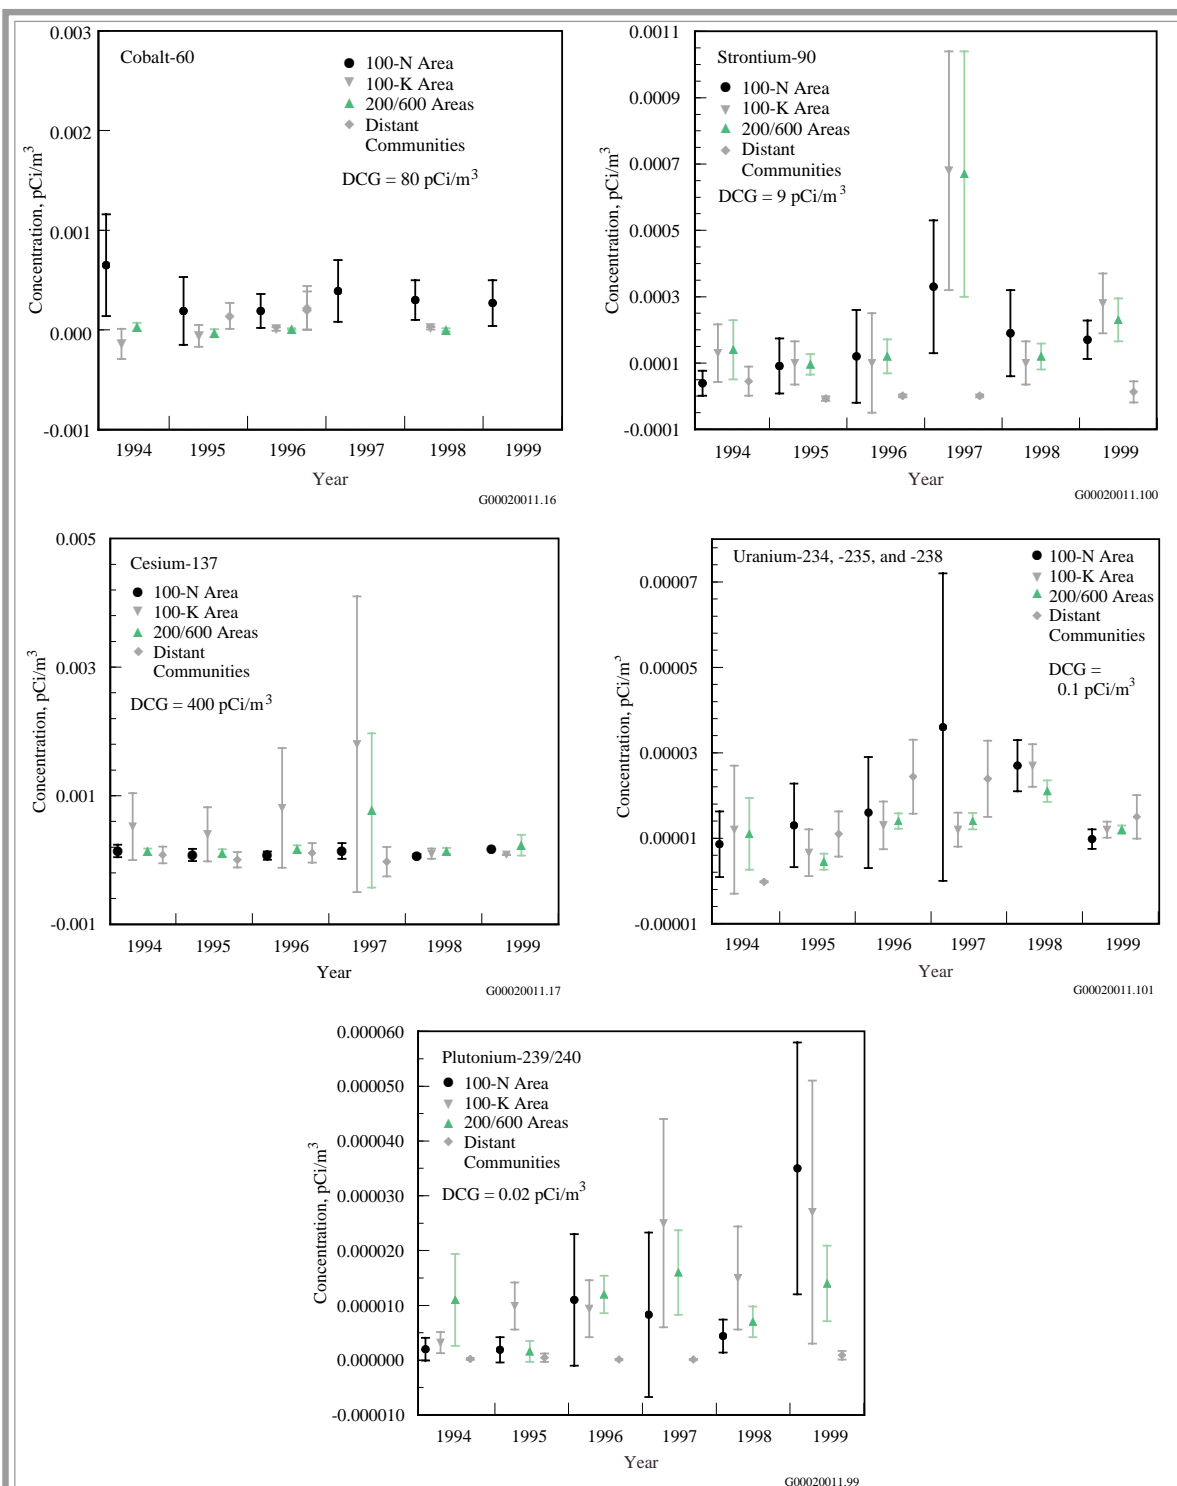 Cobalt-60
100-N Area
100-K Area
200/600 Areas
Distant
Communities
DCG = 80 pCi/m3
0.003
0.002
0.001
0.000
-0.001
Concentration, pCi/m3
1994 1995 1996 1997 1998 1999
Year
G00020011.16
Strontium-90
100-N Area
100-K Area
200/600 Areas
Distant
Communities
DCG = 9 pCi/m3
0.0011
0.0009
0.0007
0.0005
0.0003
0.0001
-0.0001
Concentration, pCi/m3
1994 1995 1996 1997 1998 1999
Year
G00020011.100
Cesium-137
100-N Area
100-K Area
200/600 Areas
Distant
Communities
DCG = 400 pCi/m3
0.005
0.003
0.001
-0.001
Concentration, pCi/m3
1994 1995 1996 1997 1998 1999
Year
G00020011.17
Uranium-234, -235, and -238
100-N Area
100-K Area
200/600 Areas
Distant
Communities
DCG =
0.1 pCi/m3
0.00007
0.00005
0.00003
0.00001
-0.00001
Concentration, pCi/m3
1994 1995 1996 1997 1998 1999
Year
G00020011.101
Plutonium-239/240
100-N Area
100-K Area
200/600 Areas
Distant
Communities
DCG = 0.02 pCi/m3
0.000060
0.000050
0.000040
0.000030
0.000020
0.000010
0.000000
-0.000010
Concentration, pCi/m3
1994 1995 1996 1997 1998 1999
Year
G00020011.99